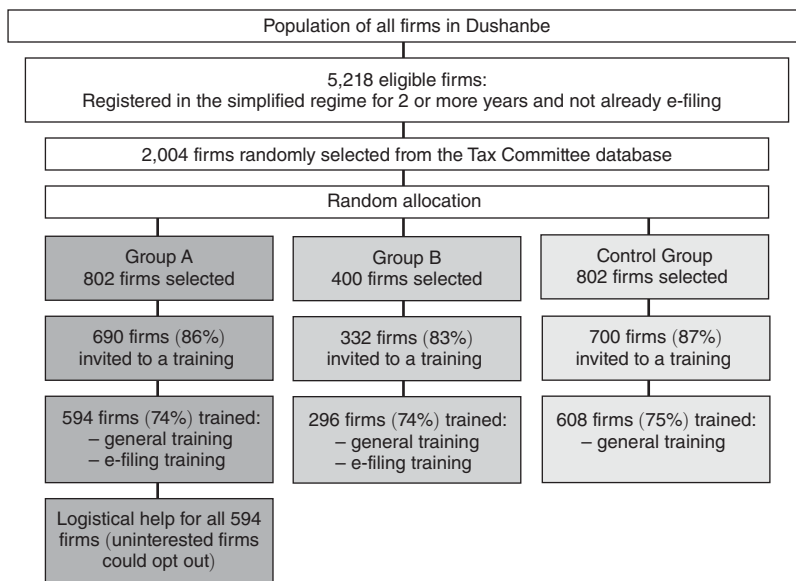 Population of all firms in Dushanbe
5,218 eligible firms:
Registered in the simplified regime for 2 or more years and not already e-filing
2,004 firms randomly selected from the Tax Committee database
Random allocation
Group A
802 firms selected
690 firms (86%)
invited to a training
594 firms (74%) trained:
– general training
– e-filing training
Logistical help for all 594
firms (uninterested firms
could opt out)
Group B
400 firms selected
332 firms (83%)
invited to a training
296 firms (74%) trained:
– general training
– e-filing training
Control Group
802 firms selected
700 firms (87%)
invited to a training
608 firms (75%) trained:
– general training